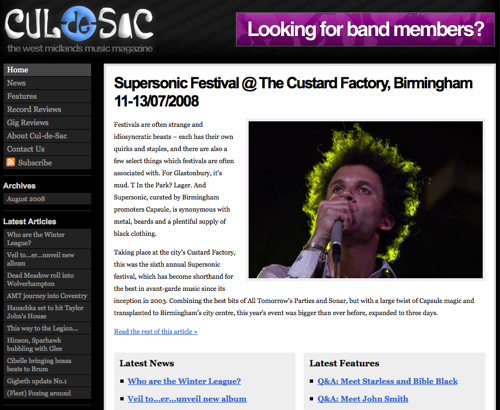 CUL de SAC
the west midlands music magazine
Looking for band members?
Home
News
Features
Record Reviews
Gig Reviews
About Cul-de-Sac
Contact Us
Subscribe
Archives
August 2008
Latest Articles
Who are the Winter
League?
Veil to...er...unveil new
album
Dead Meadow roll into
Wolverhampton
AMT journey into Coventry
Hauschka set to hit Taylor
John's House
This way to the Legion...
Hinson, Sparhawk
bubbling with Glee
Cibelle bringing bossa
beats to Brum
Gigbeth update No.1
(Fleet) Foxing around
Supersonic Festival @ The Custard Factory, Birmingham
11-13/07/2008
Festivals are often strange and
idiosyncratic beasts – each has their own
quirks and staples, and there are also a
few select things which festivals are often
associated with. For Glastonbury, it's
mud. T In the Park? Lager. And
Supersonic, curated by Birmingham
promoters Capsule, is synonymous with
metal, beards and a plentiful supply of
black clothing.
Taking place at the city's Custard Factory,
this was the sixth annual Supersonic
festival, which has become shorthand for
the best in avant-garde music since its
inception in 2003. Combining the best bits of All Tomorrow's Parties and Sonar, but with a large twist of Capsule magic and
transplanted to Birmingham's city centre, this year's event was bigger than ever before, expanded to three days.
Read the rest of this article »
Latest News
Who are the Winter League?
Veil to...er...unveil new album
Latest Features
Q&A: Meet Starless and Bible Black
Q&A: Meet John Smith